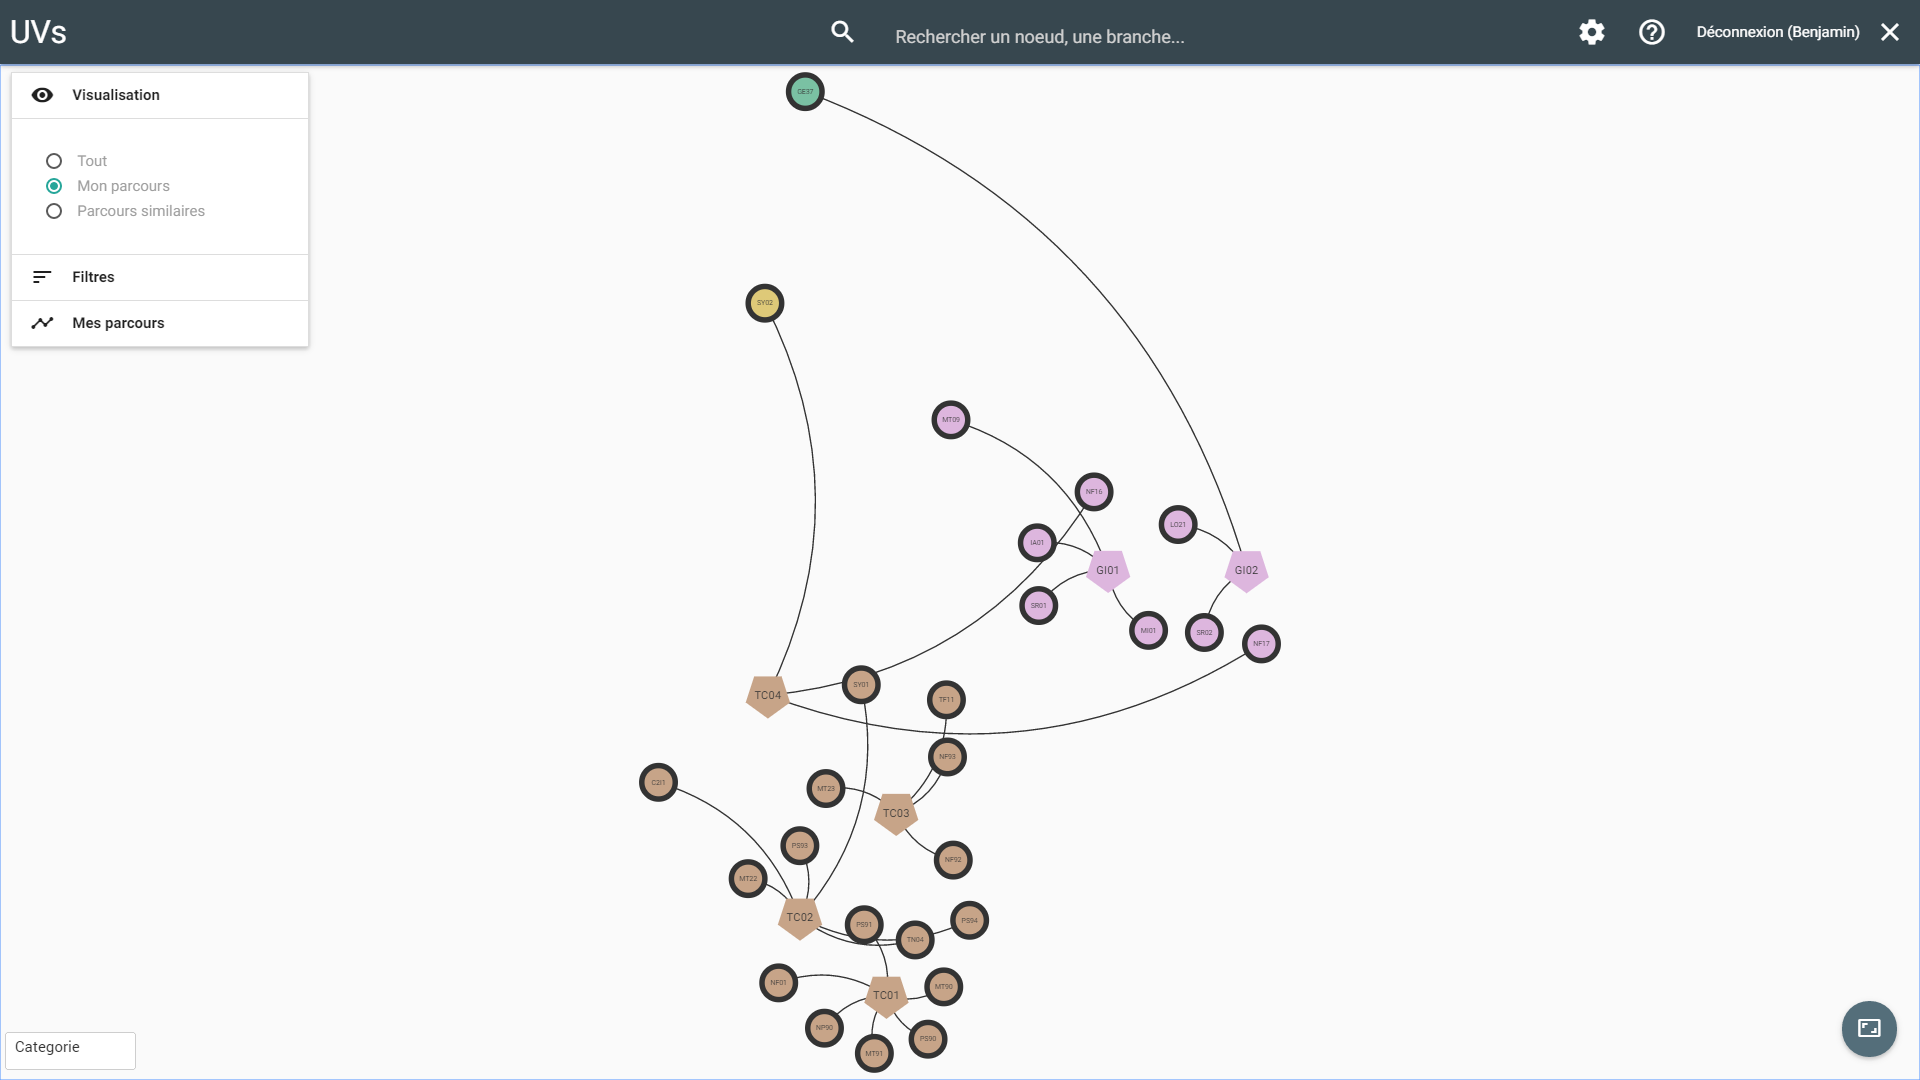 UVs
Rechercher un noeud, une branche...
Déconnexion (Benjamin)
Visualisation
Tout
Mon parcours
Parcours similaires
Filtres
Mes parcours
GE37
SY02
MT09
NF16
LO21
IA01
GI01
GI02
SR01
MI01
SR02
NF17
SY01
TC04
TF11
NF93
C2I1
MT23
TC03
PS93
NF92
MT22
TC02
PS91
PS94
TN04
NF01
MT90
TC01
NP90
PS90
MT91
Categorie